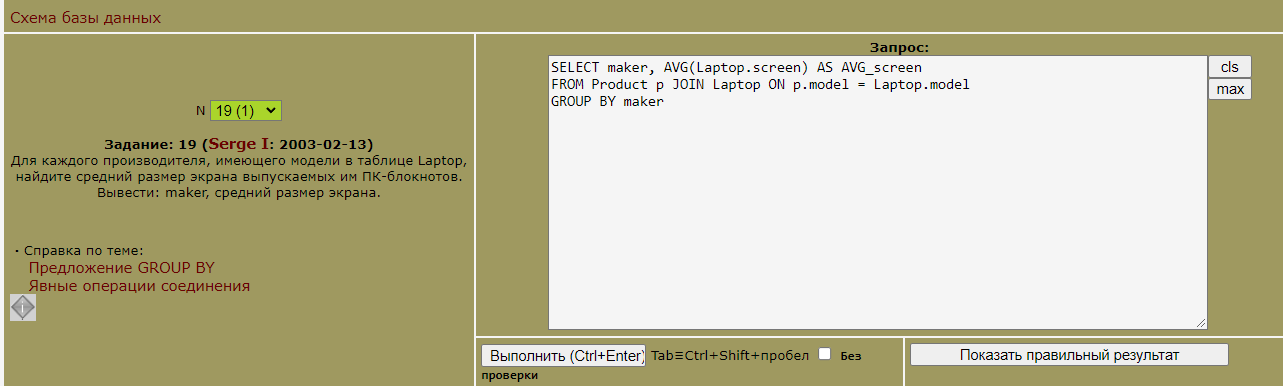 Схема базы данных
N 19 (1)
Задание: 19 (Serge I: 2003-02-13)
Для каждого производителя, имеющего модели в таблице Laptop,
найдите средний размер экрана выпускаемых им ПК-блокнотов.
Вывести: maker, средний размер экрана.
· Справка по теме:
Предложение GROUP BY
Явные операции соединения
Запрос:
SELECT maker, AVG(Laptop.screen) AS AVG_screen
FROM Product p JOIN Laptop ON p.model = Laptop.model
GROUP BY maker
cls
max
Выполнить (Ctrl+Enter) Tab≡Ctrl+Shift+пробел Без
проверки
Показать правильный результат